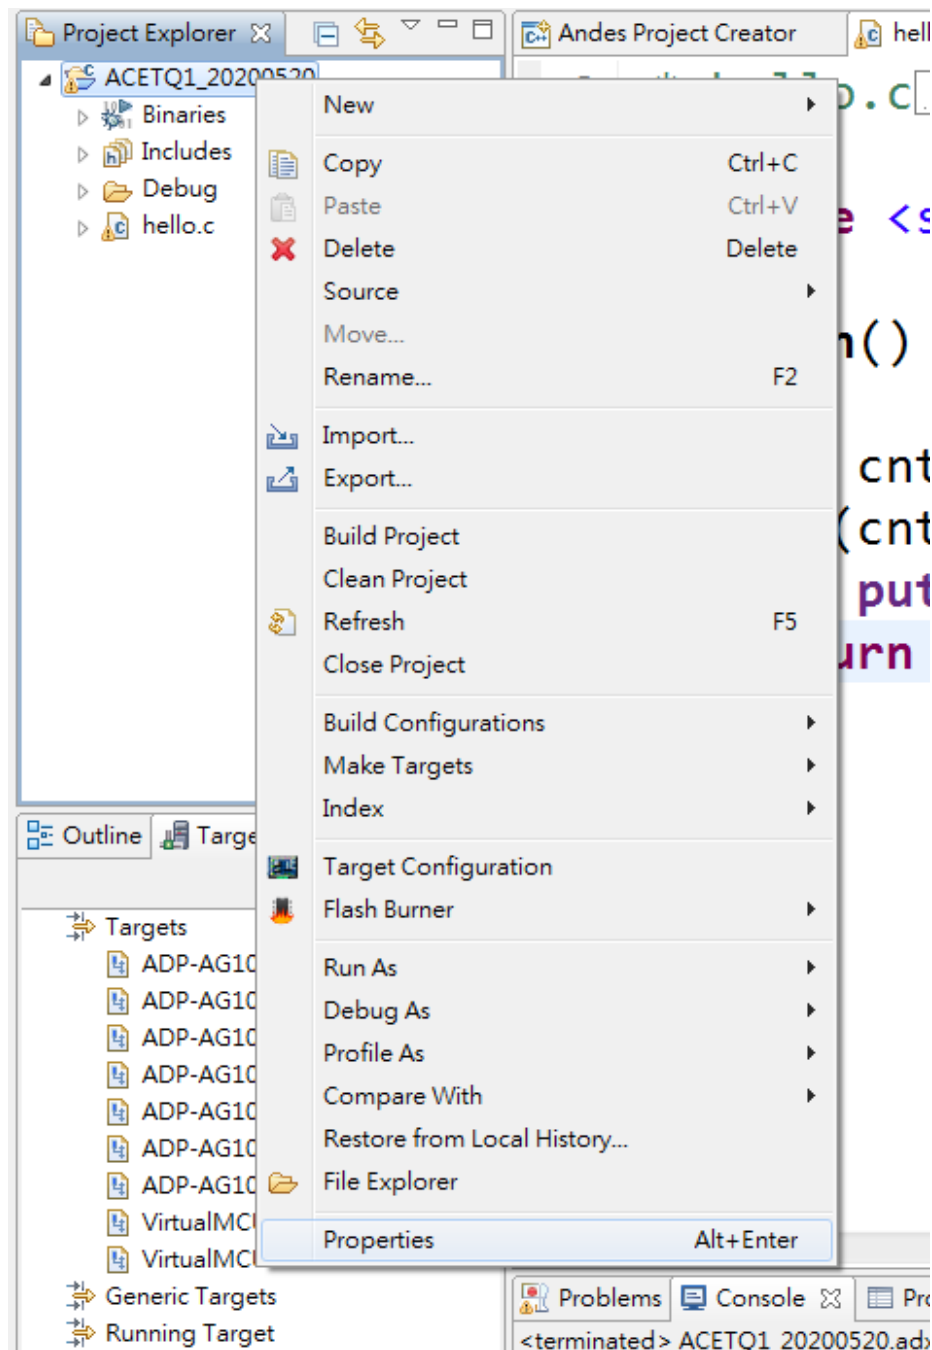 Project Explorer
Andes Project Creator
ACETQ1_20200520
Binaries
Includes
Debug
hello.c
New
Copy Ctrl+C
Paste Ctrl+V
Delete Delete
Source
Move...
Rename... F2
Import...
Export...
Build Project
Clean Project
Refresh F5
Close Project
Build Configurations
Make Targets
Index
Target Configuration
Flash Burner
Run As
Debug As
Profile As
Compare With
Restore from Local History...
File Explorer
Properties Alt+Enter
.c
e <s
()
cnt
(cnt
put
urn
Outline
Targe
Targets
ADP-AG10
ADP-AG10
ADP-AG10
ADP-AG10
ADP-AG10
ADP-AG10
ADP-AG10
VirtualMC
VirtualMC
Generic Targets
Running Target
Problems Console Pr
<terminated> ACETQ1_20200520.adx